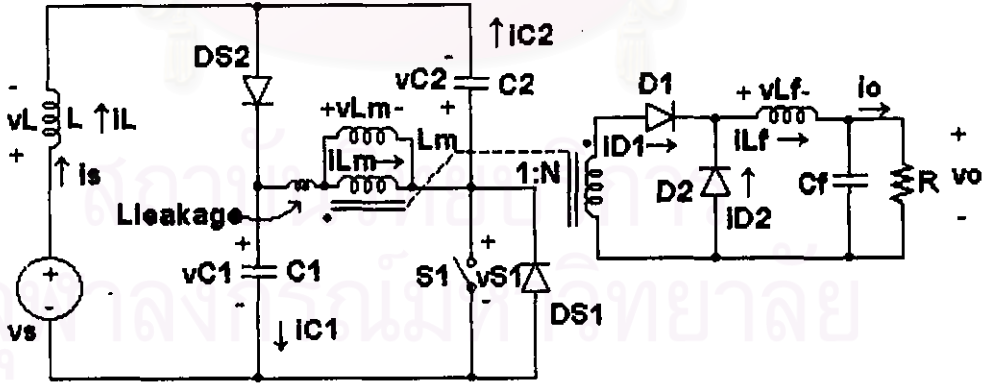 iC2
DS2
vC2
C2
-
+
D1
+ vLf-
io
vL
L
iL
-
+
+vLm-
iLm→
Lm
iD1→
iLf→
+
vo
-
is
1:N
D2
iD2
Cf
R
Lleakage
+
vC1
C1
-
S1
+
vS1
-
DS1
+
-
vs
iC1